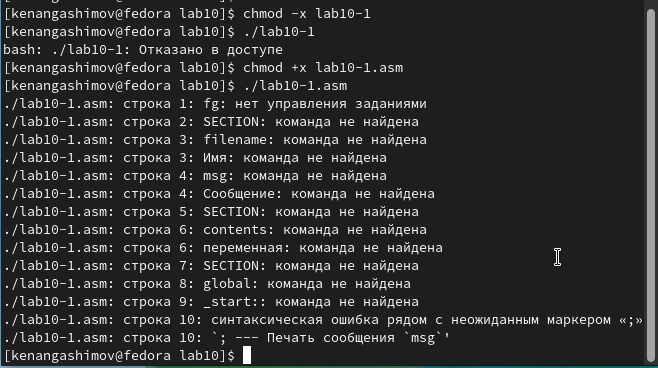 [kenangashimov@fedora lab10]$ chmod -x lab10-1
[kenangashimov@fedora lab10]$ ./lab10-1
bash: ./lab10-1: Отказано в доступе
[kenangashimov@fedora lab10]$ chmod +x lab10-1.asm
[kenangashimov@fedora lab10]$ ./lab10-1.asm
./lab10-1.asm: строка 1: fg: нет управления заданиями
./lab10-1.asm: строка 2: SECTION: команда не найдена
./lab10-1.asm: строка 3: filename: команда не найдена
./lab10-1.asm: строка 3: Имя: команда не найдена
./lab10-1.asm: строка 4: msg: команда не найдена
./lab10-1.asm: строка 4: Сообщение: команда не найдена
./lab10-1.asm: строка 5: SECTION: команда не найдена
./lab10-1.asm: строка 6: contents: команда не найдена
./lab10-1.asm: строка 6: переменная: команда не найдена
./lab10-1.asm: строка 7: SECTION: команда не найдена
./lab10-1.asm: строка 8: global: команда не найдена
./lab10-1.asm: строка 9: _start:: команда не найдена
./lab10-1.asm: строка 10: синтаксическая ошибка рядом с неожиданным маркером «;»
./lab10-1.asm: строка 10: `; --- Печать сообщения `msg`'
[kenangashimov@fedora lab10]$